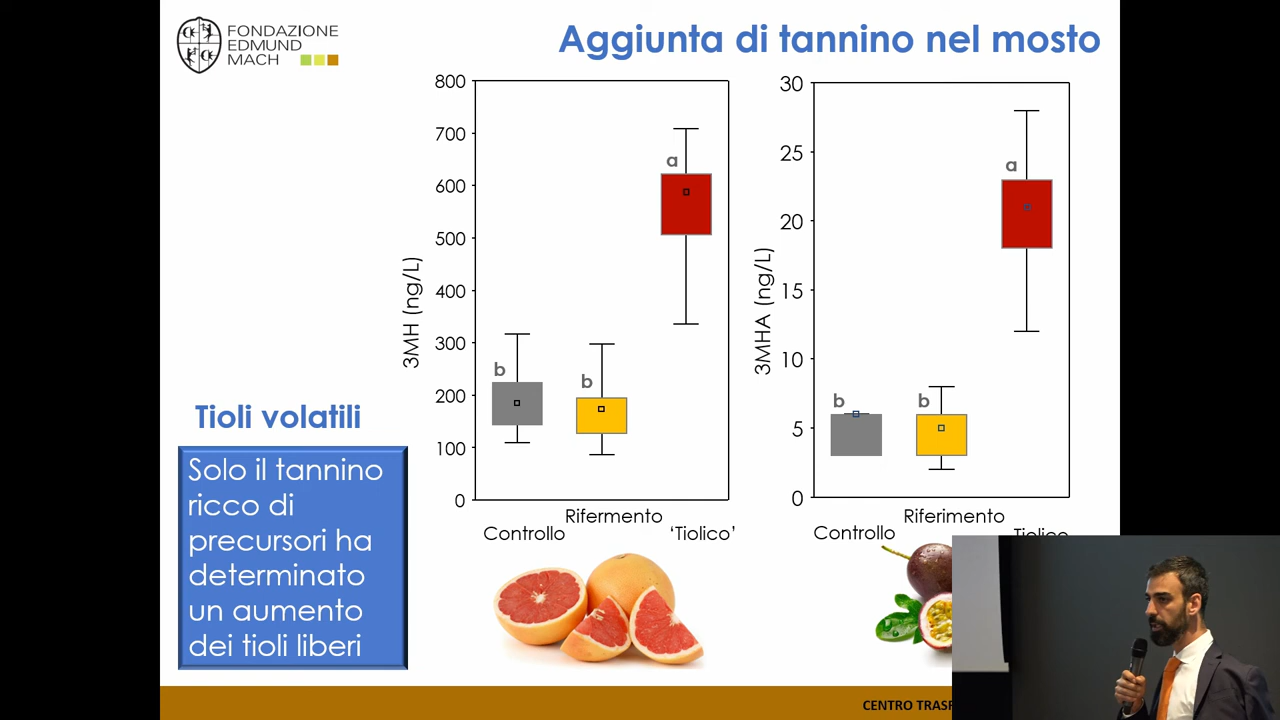 FONDAZIONE
EDMUND
MACH
Aggiunta di tannino nel mosto
800
700
600
500
400
300
200
100
0
3MH (ng/L)
b
b
a
Rifermento
Controllo
‘Tiolico’
30
25
20
15
10
5
0
3MHA (ng/L)
b
b
a
Riferimento
Controllo
Tiolico
Tioli volatili
Solo il tannino
ricco di
precursori ha
determinato
un aumento
dei tioli liberi
CENTRO